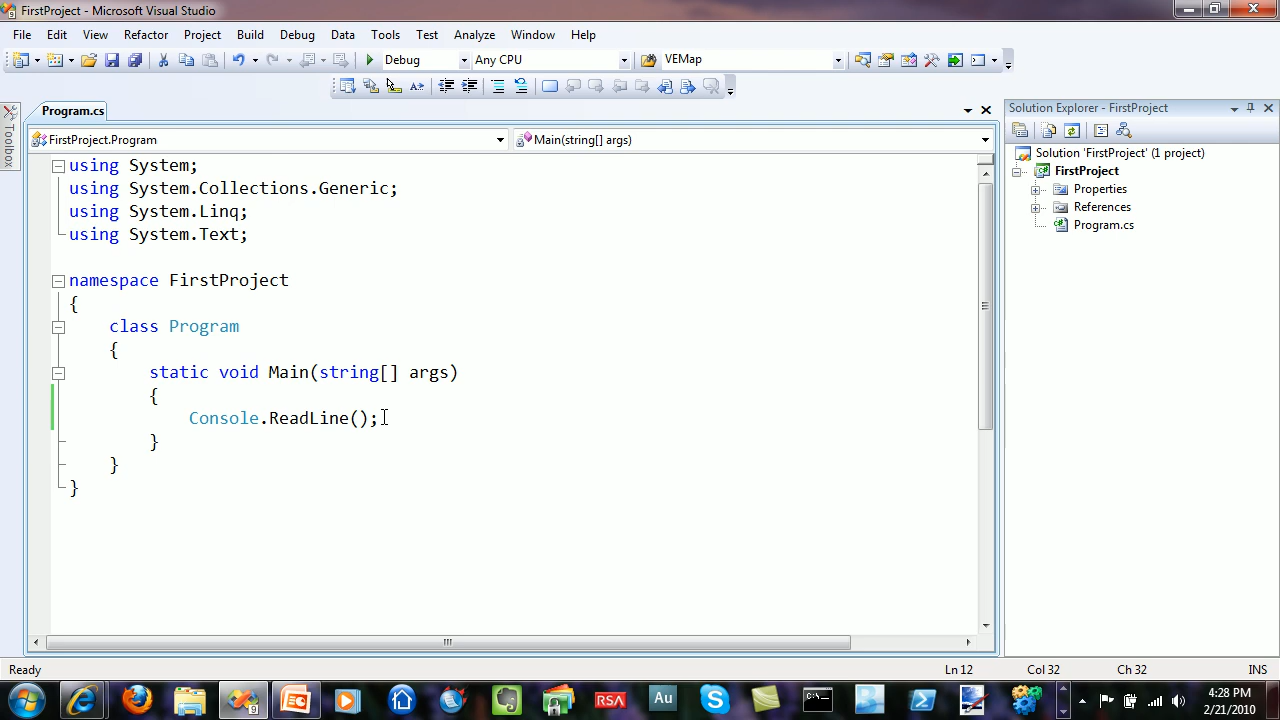 FirstProject - Microsoft Visual Studio
File Edit View Refactor Project Build Debug Data Tools Test Analyze Window Help
Debug Any CPU VEMap
Toolbox
Program.cs
FirstProject.Program Main(string[] args)
using System;
using System.Collections.Generic;
using System.Linq;
using System.Text;
namespace FirstProject
{
class Program
{
static void Main(string[] args)
{
Console.ReadLine();
}
}
}
Solution Explorer - FirstProject
Solution 'FirstProject' (1 project)
FirstProject
Properties
References
Program.cs
Ready Ln 12 Col 32 Ch 32 INS
9 RSA Au S
4:28 PM
2/21/2010